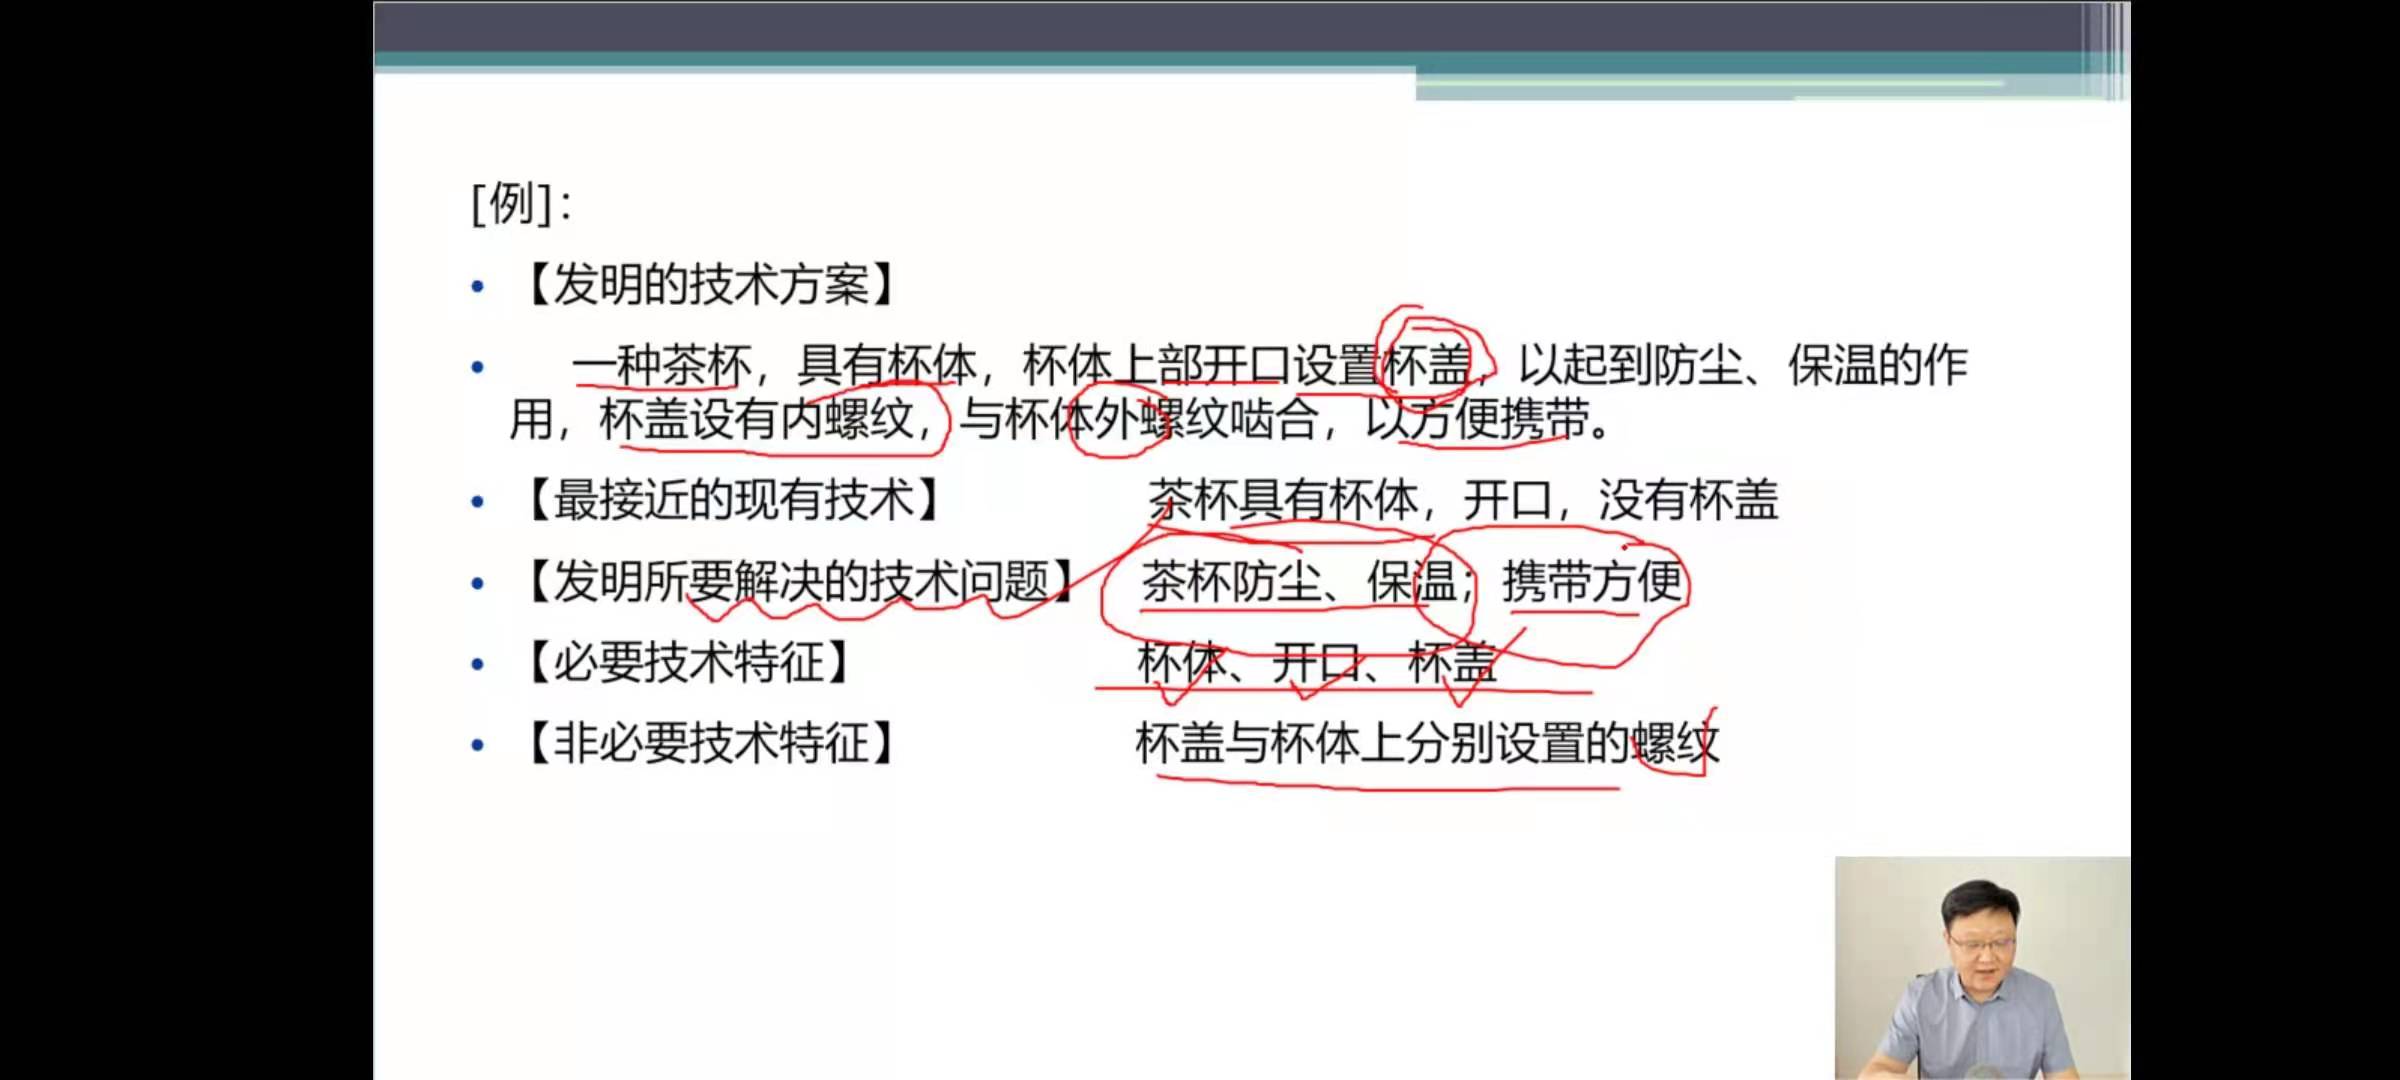 [例]：
• 【发明的技术方案】
• 一种茶杯，具有杯体，杯体上部开口设置杯盖，以起到防尘、保温的作
用，杯盖设有内螺纹，与杯体外螺纹啮合，以方便携带。
• 【最接近的现有技术】 茶杯具有杯体，开口，没有杯盖
• 【发明所要解决的技术问题】 茶杯防尘、保温；携带方便
• 【必要技术特征】 杯体、开口、杯盖
• 【非必要技术特征】 杯盖与杯体上分别设置的螺纹